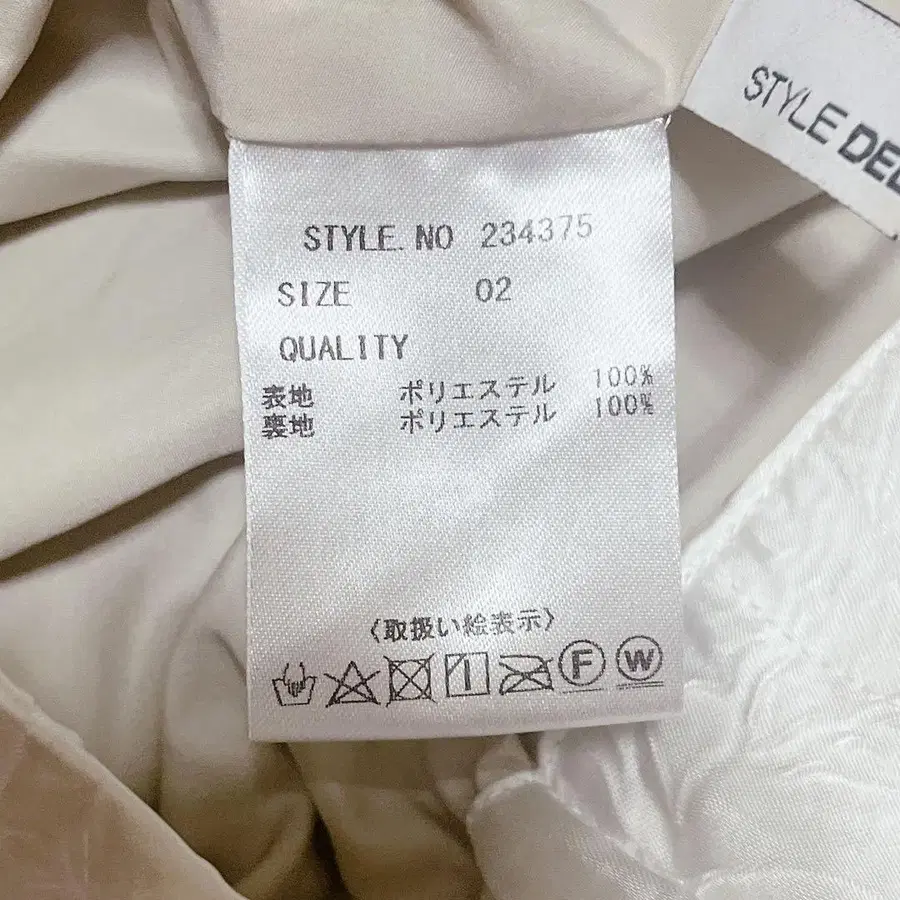 STYLE DEL
STYLE. NO 234375
SIZE 02
QUALITY
表地 ポリエステル 100%
裏地 ポリエステル 100%
〈取扱い絵表示〉
F W